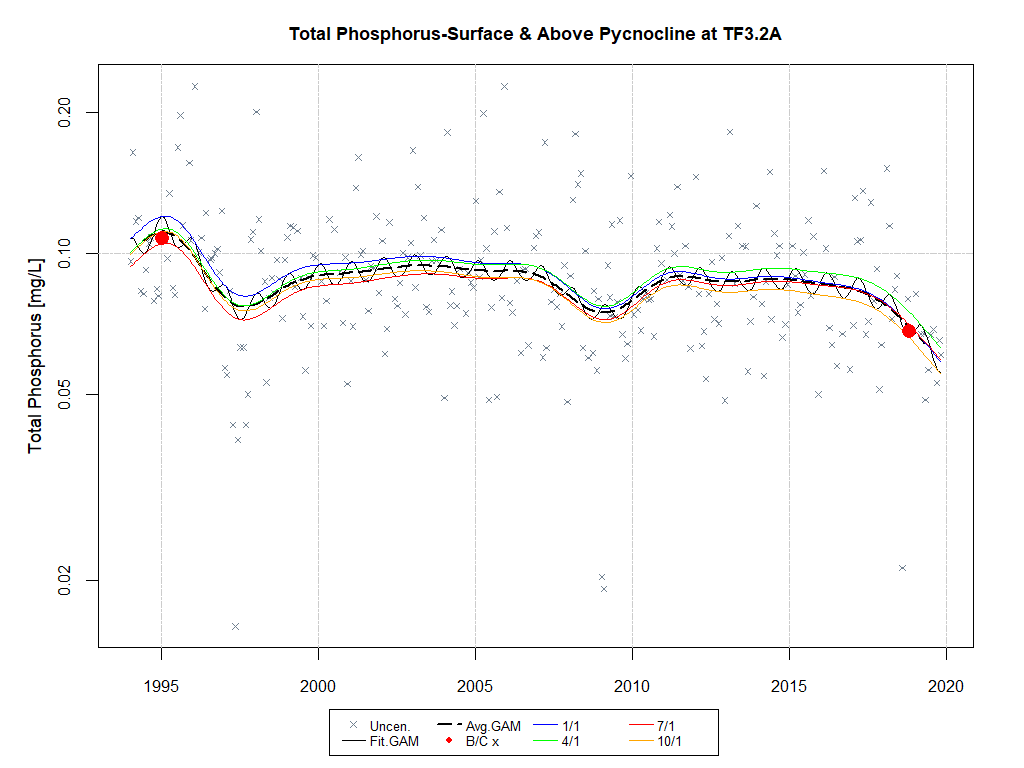 Total Phosphorus-Surface & Above Pycnocline at TF3.2A
Total Phosphorus [mg/L]
0.20
0.10
0.05
0.02
1995 2000 2005 2010 2015 2020
Uncen. Avg.GAM 1/1 7/1
Fit.GAM B/C x 4/1 10/1